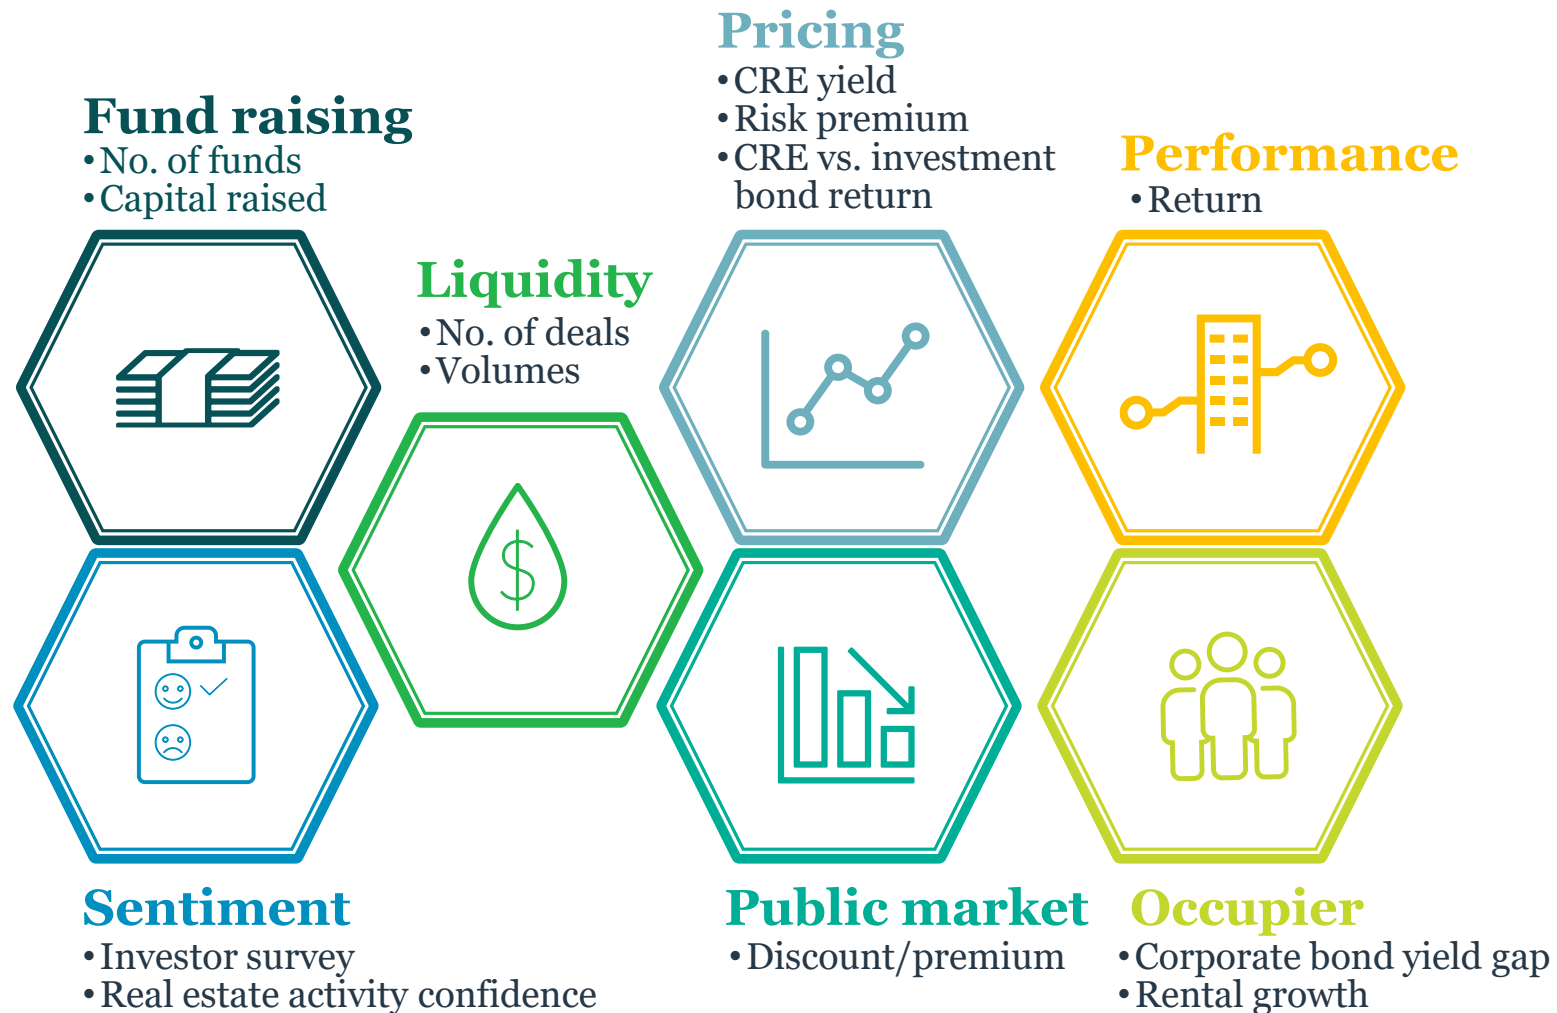 Fund raising
•No. of funds
•Capital raised
Liquidity
•No. of deals
•Volumes
Pricing
•CRE yield
•Risk premium
•CRE vs. investment
bond return
Performance
•Return
$
Sentiment
•Investor survey
•Real estate activity confidence
Public market
•Discount/premium
Occupier
•Corporate bond yield gap
•Rental growth